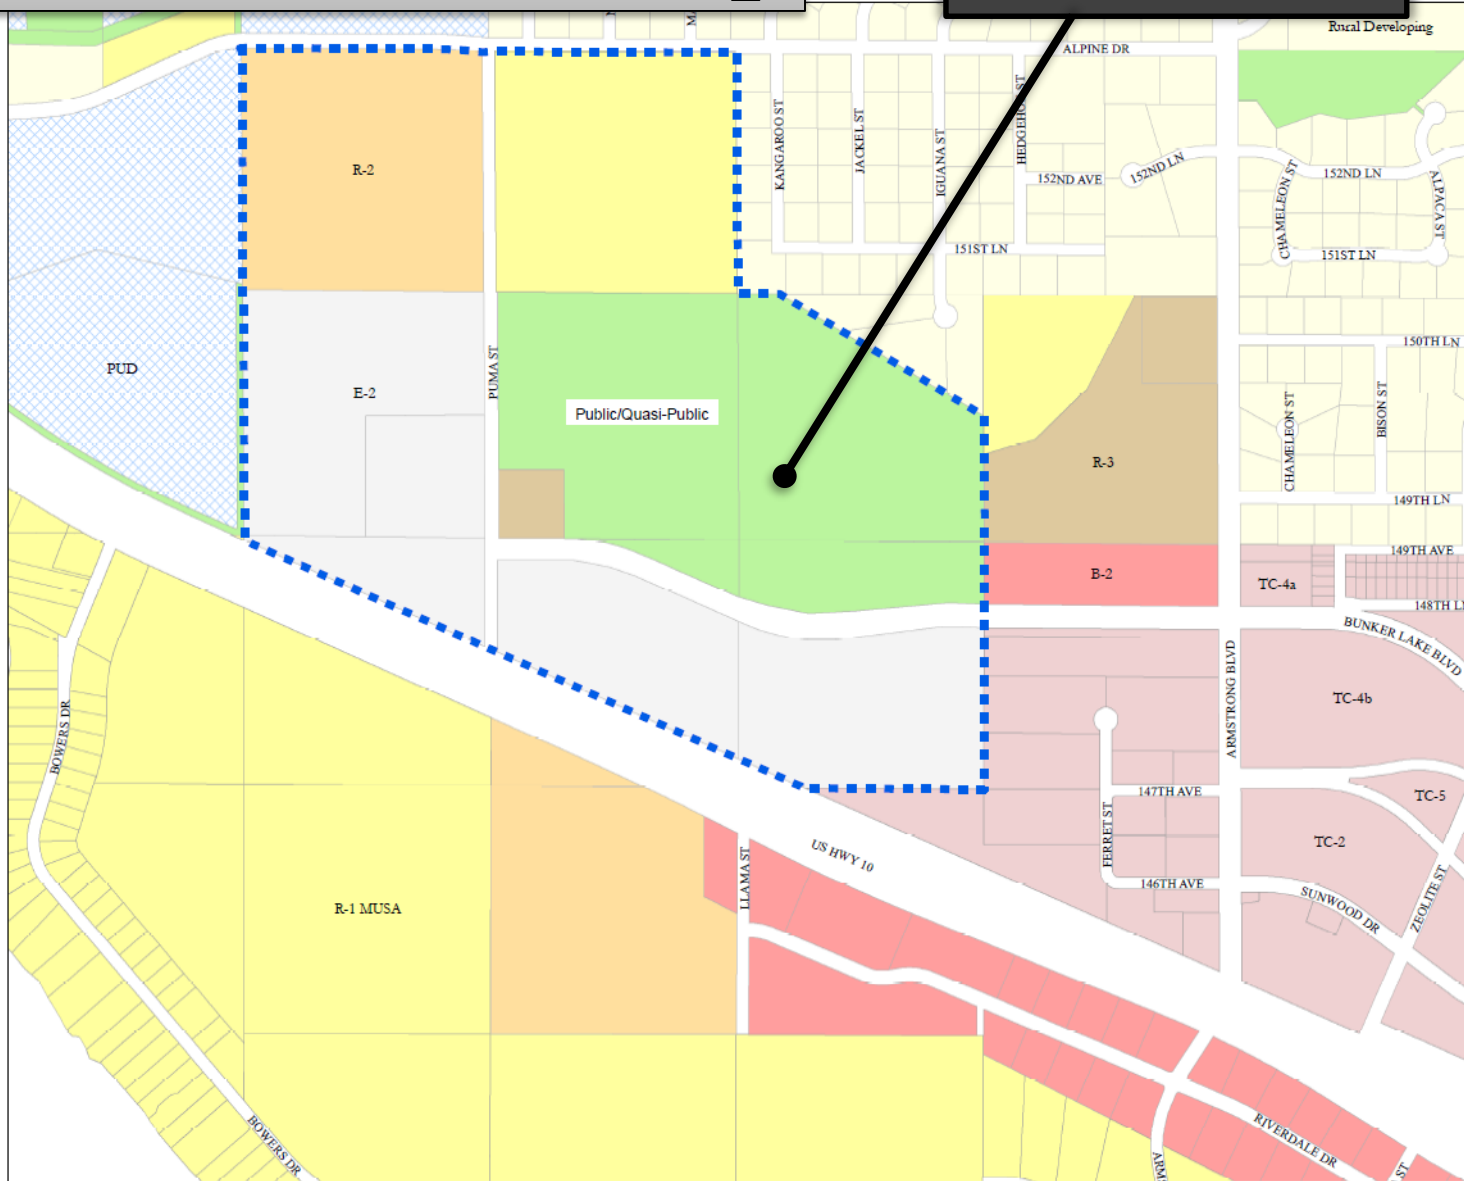 Rural Developing
ALPINE DR
KANGAROO ST
JACKEL ST
IGUANA ST
HEDGEHOG ST
152ND AVE
152ND LN
151ST LN
CHAMELEON ST
152ND LN
ALPACA ST
151ST LN
R-2
PUD
E-2
PUMA ST
Public/Quasi-Public
R-3
150TH LN
CHAMELEON ST
BISON ST
149TH LN
149TH AVE
B-2
TC-4a
BUNKER LAKE BLVD
ARMSTRONG BLVD
TC-4b
BOWERS DR
147TH AVE
TC-5
FERRET ST
TC-2
US HWY 10
LLAMA ST
146TH AVE
SUNWOOD DR
ZEOLITE ST
R-1 MUSA
BOWERS DR
RIVERDALE DR
ST